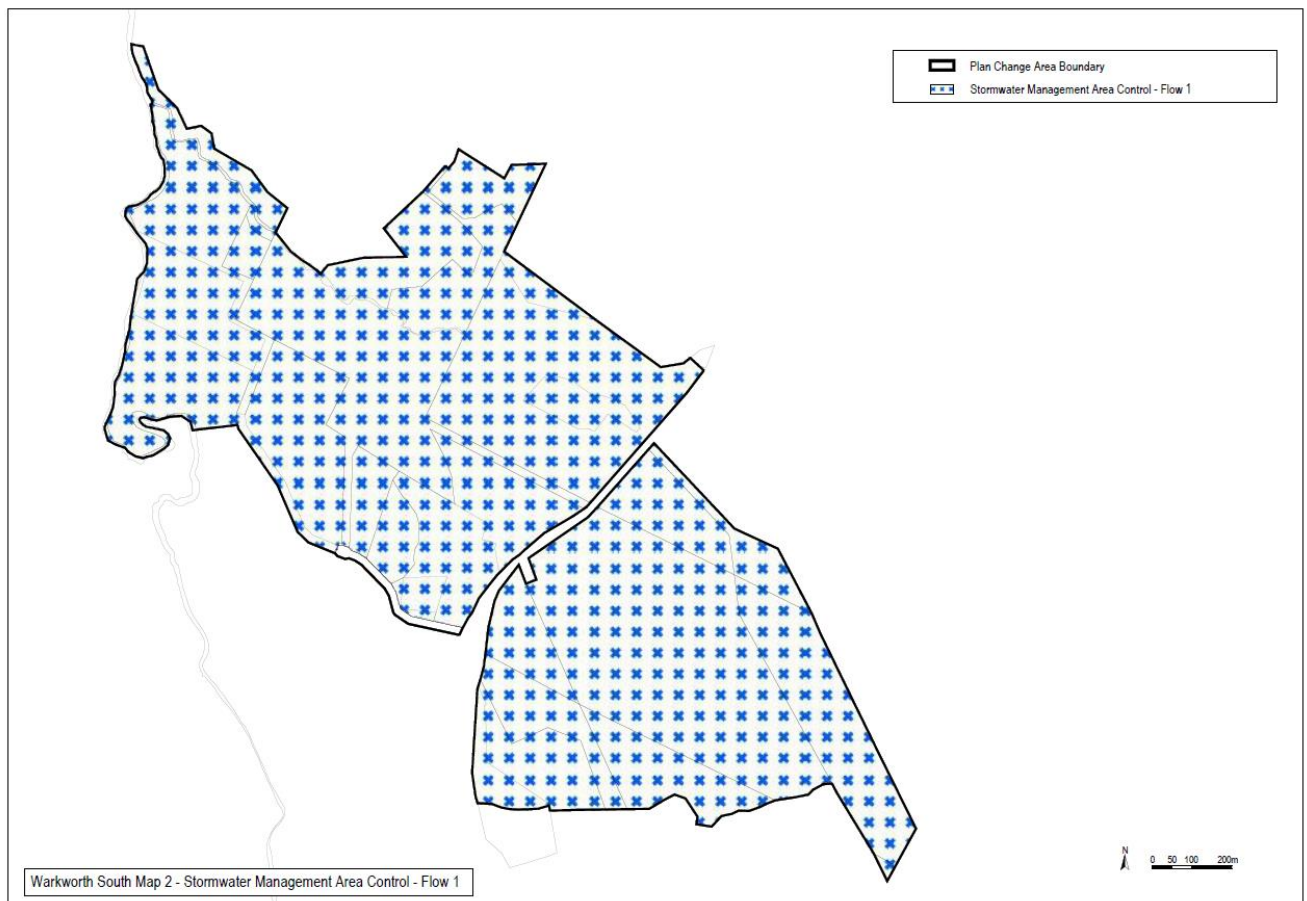 Plan Change Area Boundary
Stormwater Management Area Control - Flow 1
N
0 50 100 200m
Warkworth South Map 2 - Stormwater Management Area Control - Flow 1